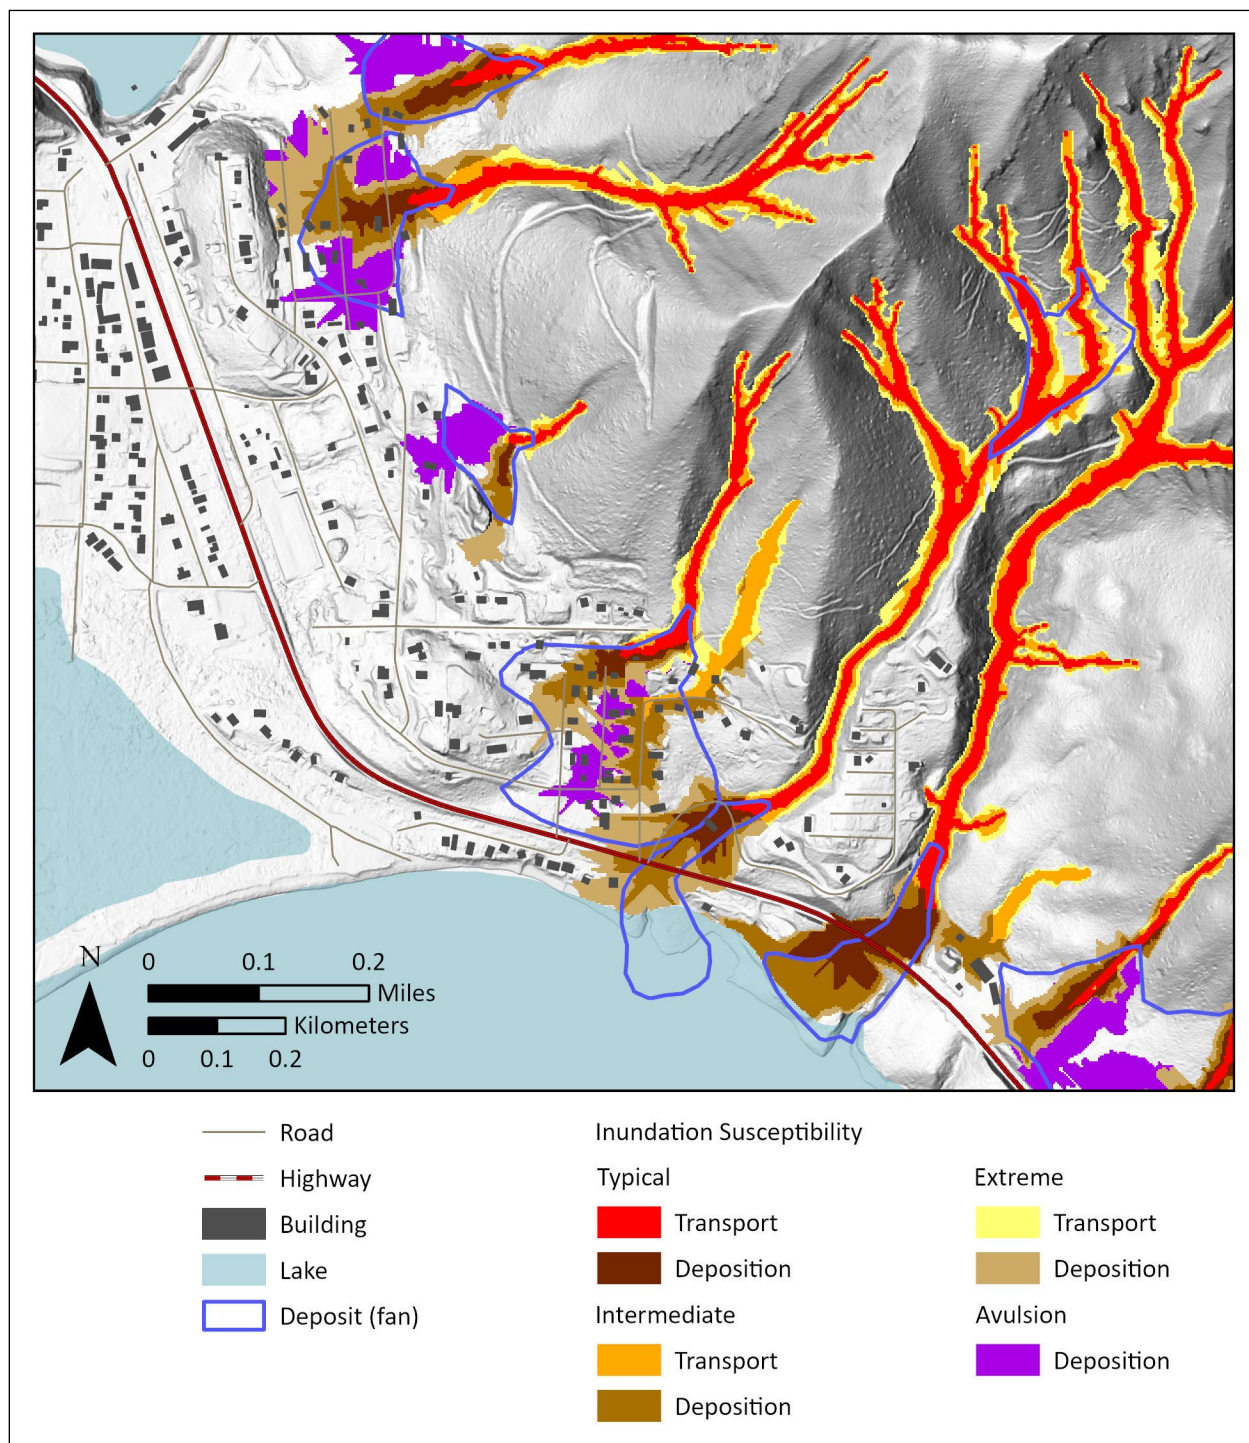 N
0 0.1 0.2
Miles
Kilometers
0 0.1 0.2
Road
Highway
Building
Lake
Deposit (fan)
Inundation Susceptibility
Typical
Transport
Deposition
Intermediate
Transport
Deposition
Extreme
Transport
Deposition
Avulsion
Deposition